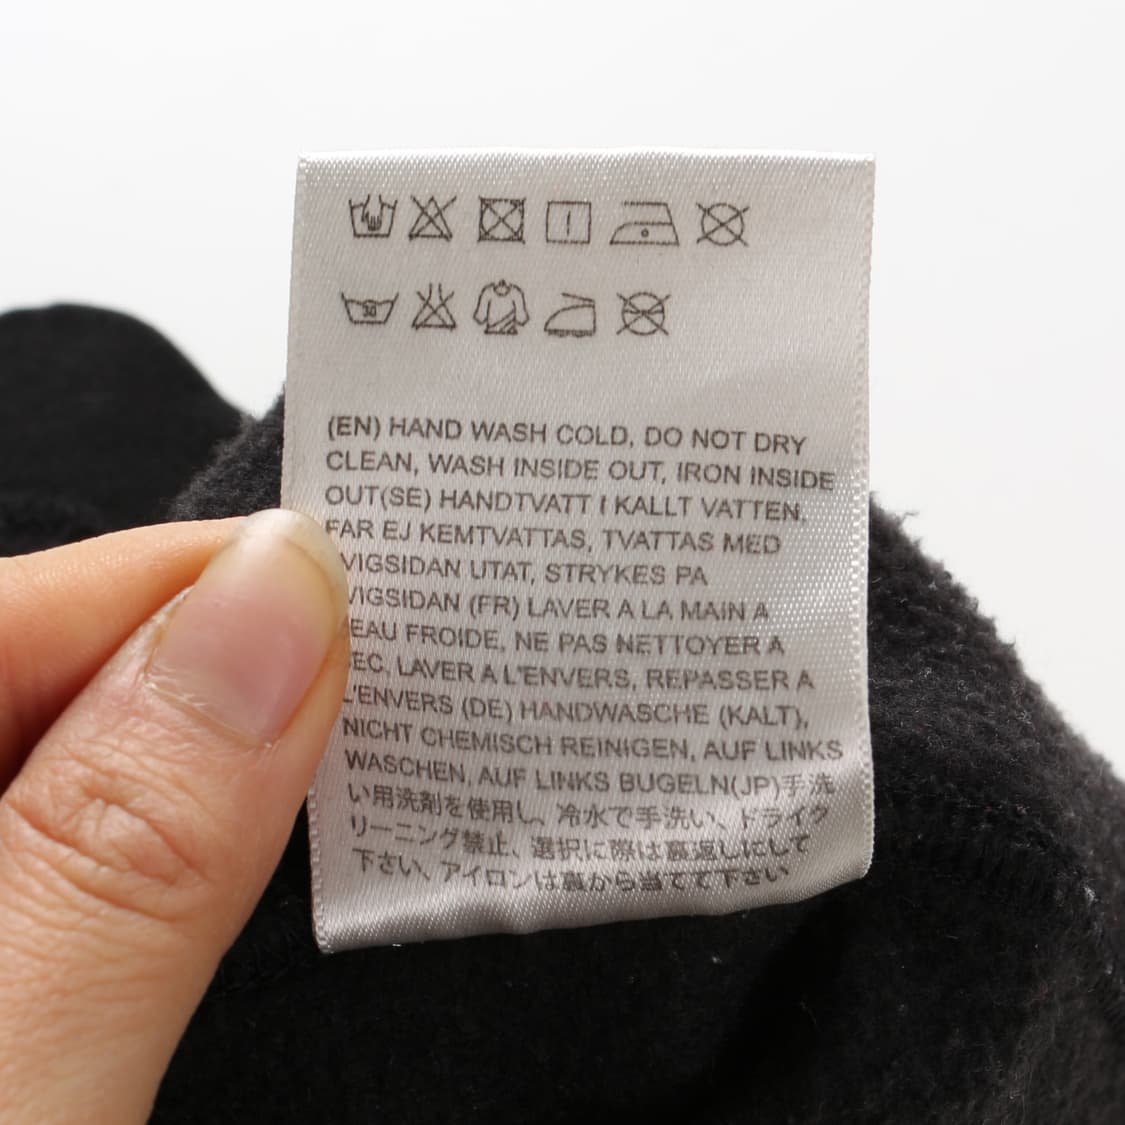 30
(EN) HAND WASH COLD, DO NOT DRY
CLEAN, WASH INSIDE OUT, IRON INSIDE
OUT(SE) HANDTVATT I KALLT VATTEN,
FAR EJ KEMTVATTAS, TVATTAS MED
VIGSIDAN UTAT, STRYKES PA
VIGSIDAN (FR) LAVER A LA MAIN A
EAU FROIDE, NE PAS NETTOYER A
SEC, LAVER A L'ENVERS, REPASSER A
L'ENVERS (DE) HANDWASCHE (KALT),
NICHT CHEMISCH REINIGEN, AUF LINKS
WASCHEN, AUF LINKS BUGELN(JP)手洗
い用洗剤を使用し、冷水で手洗い、ドライク
リーニング禁止、選択に際は裏返しにして
下さい、アイロンは裏から当てて下さい